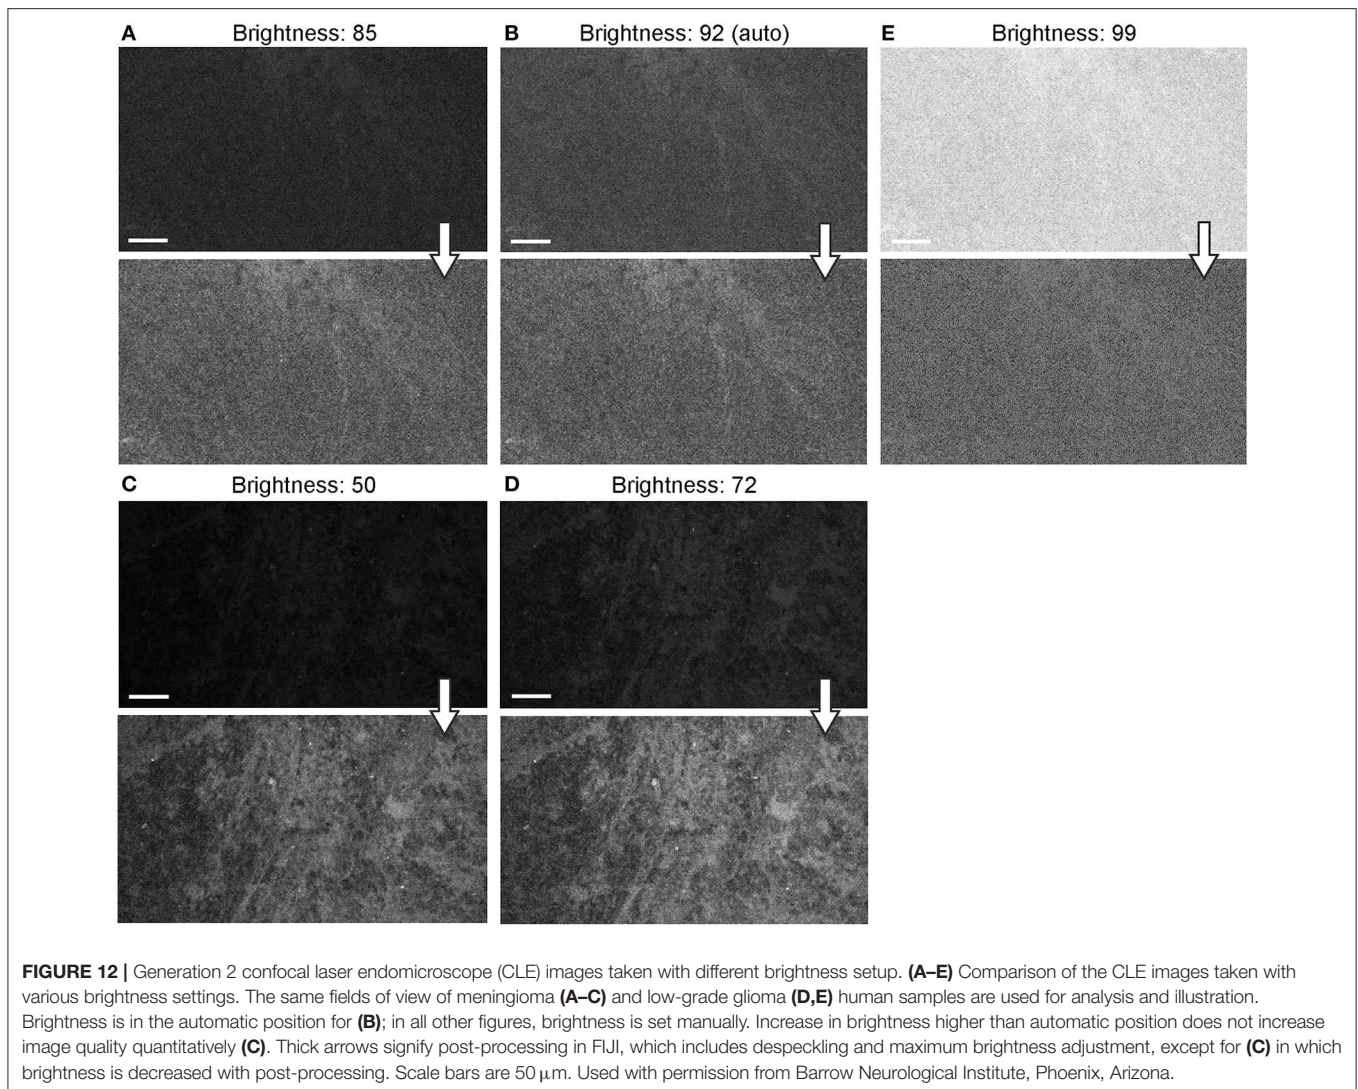 A Brightness: 85
B Brightness: 92 (auto)
E Brightness: 99
C Brightness: 50
D Brightness: 72
FIGURE 12 | Generation 2 confocal laser endomicroscope (CLE) images taken with different brightness setup. (A–E) Comparison of the CLE images taken with
various brightness settings. The same fields of view of meningioma (A–C) and low-grade glioma (D,E) human samples are used for analysis and illustration.
Brightness is in the automatic position for (B); in all other figures, brightness is set manually. Increase in brightness higher than automatic position does not increase
image quality quantitatively (C). Thick arrows signify post-processing in FIJI, which includes despeckling and maximum brightness adjustment, except for (C) in which
brightness is decreased with post-processing. Scale bars are 50 μm. Used with permission from Barrow Neurological Institute, Phoenix, Arizona.